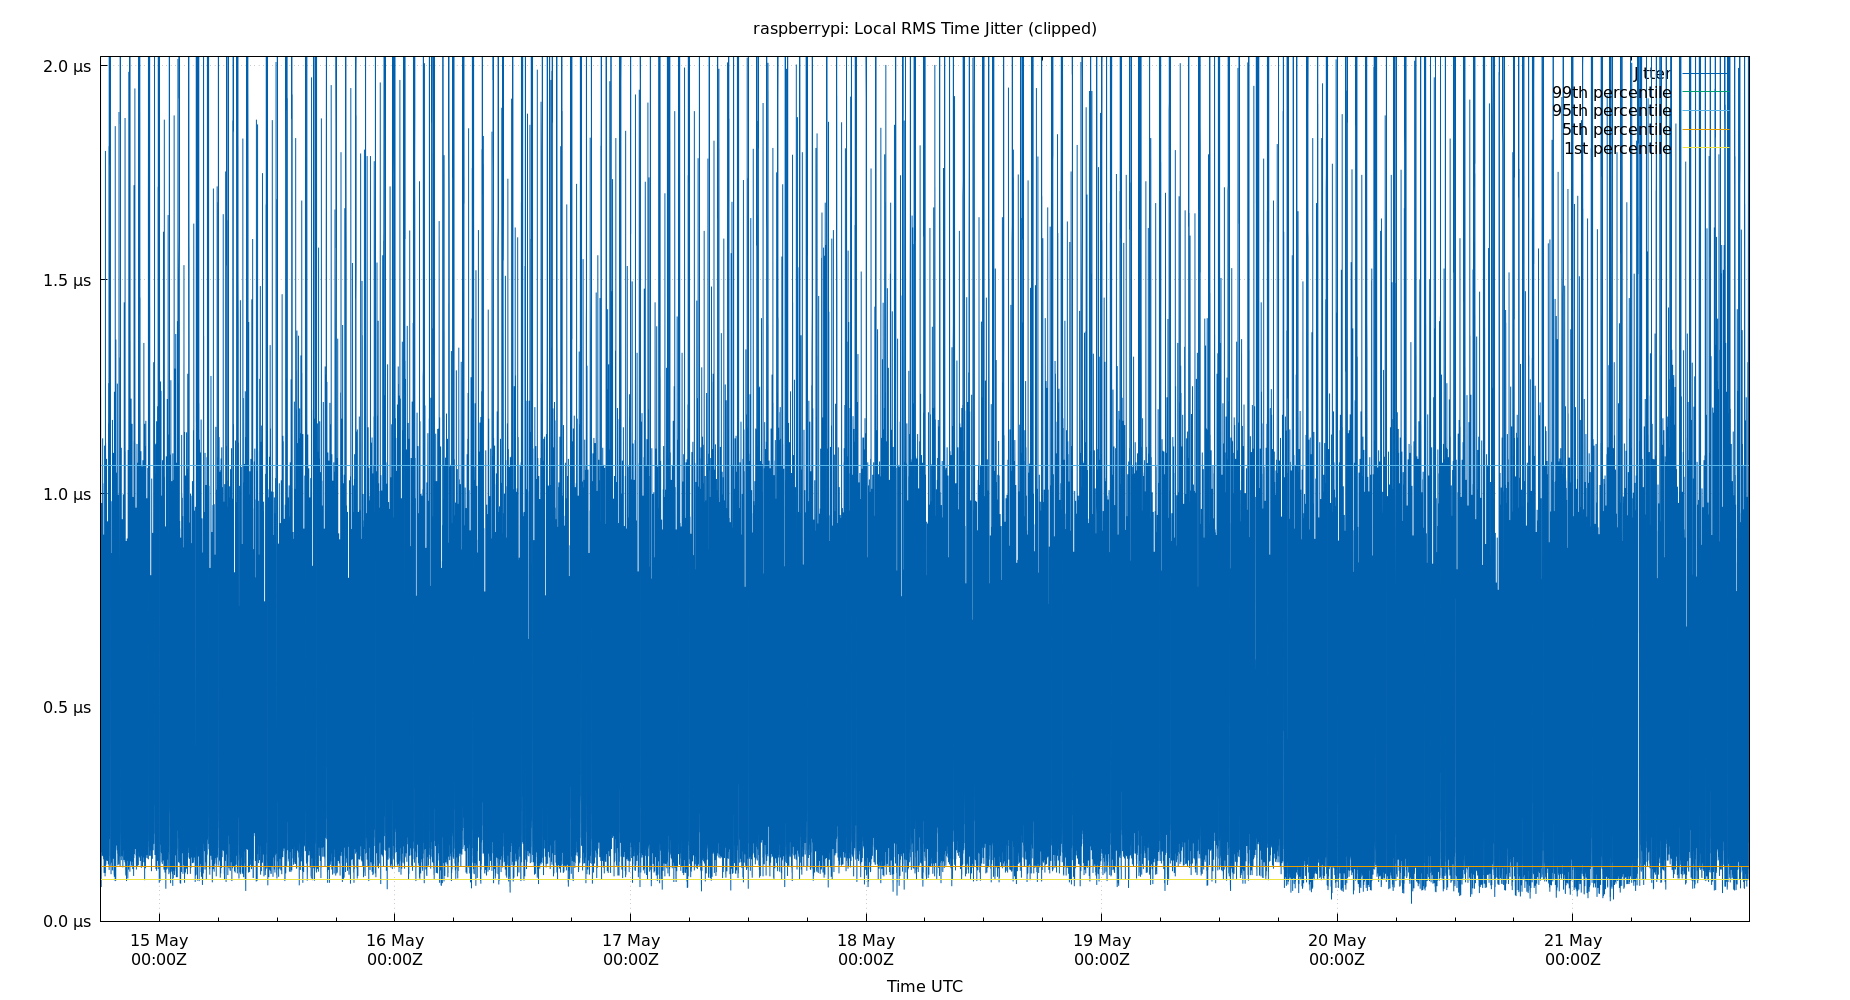 raspberrypi: Local RMS Time Jitter (clipped)
2.0 µs
1.5 µs
1.0 µs
0.5 µs
0.0 µs
Jitter
99th percentile
95th percentile
5th percentile
1st percentile
15 May 16 May 17 May 18 May 19 May 20 May 21 May
00:00Z 00:00Z 00:00Z 00:00Z 00:00Z 00:00Z 00:00Z
Time UTC